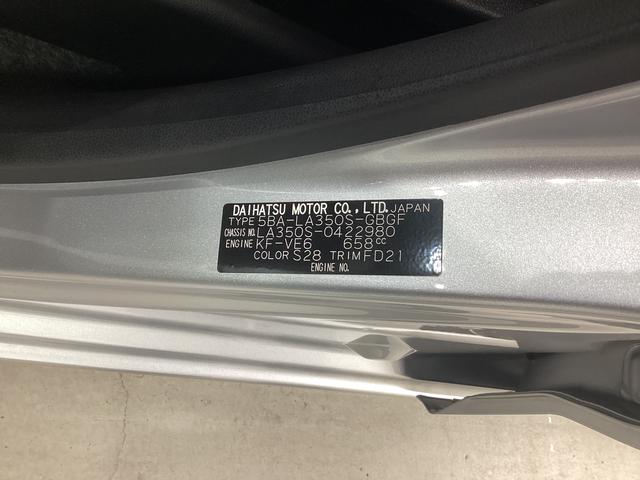 DAIHATSU MOTOR CO., LTD. JAPAN
TYPE 5BA-LA350S-GBGF
CHASSIS NO. LA350S-0422980
ENGINE KF-VE6 658cc
COLOR S28 TRIM FD21
ENGINE NO.